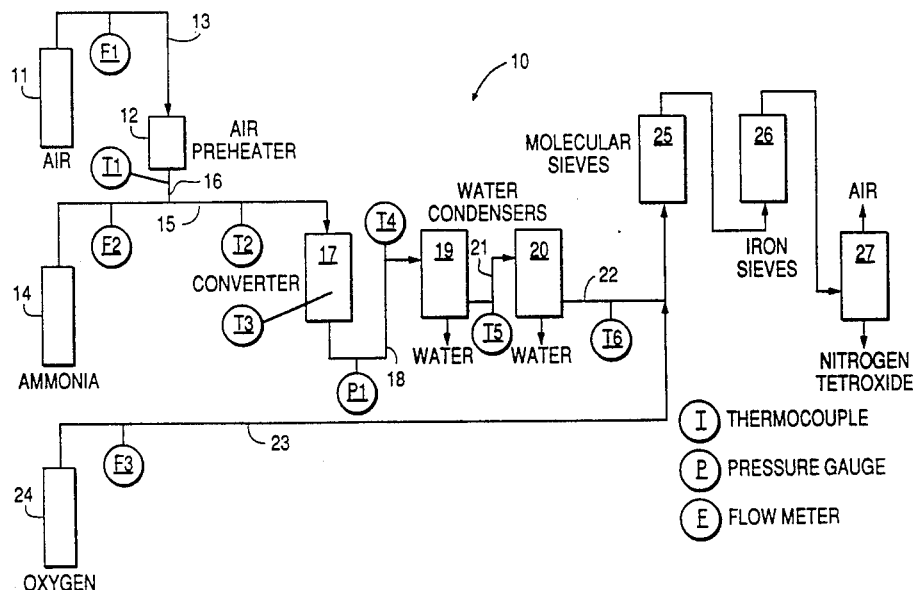 13
F1
10
11
12
AIR
PREHEATER
AIR
T1
16
MOLECULAR
SIEVES
25
26
15
F2
T2
T4
WATER
CONDENSERS
AIR
17
19
21
20
IRON
SIEVES
27
CONVERTER
22
14
T3
T5
T6
WATER
WATER
18
AMMONIA
P1
NITROGEN
TETROXIDE
23
T THERMOCOUPLE
F3
P PRESSURE GAUGE
24
F FLOW METER
OXYGEN